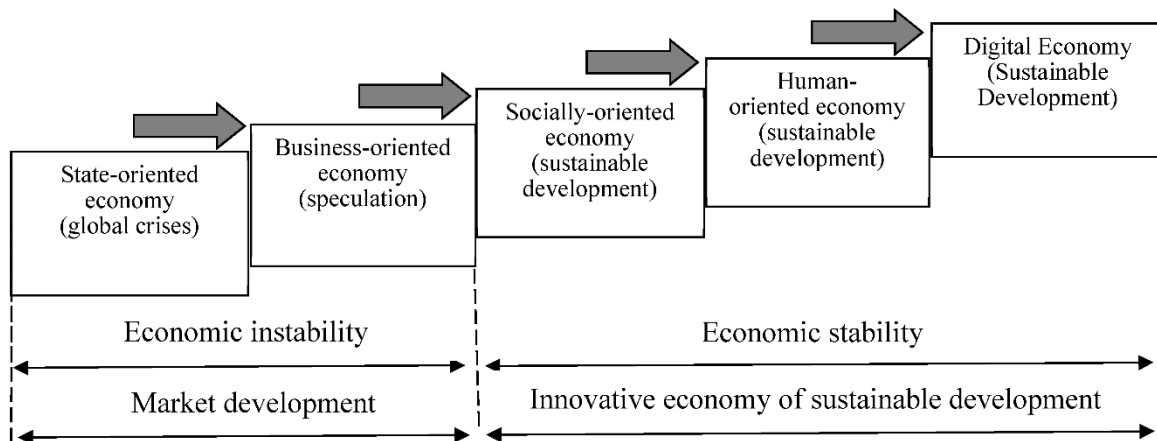 State-oriented
economy
(global crises)
Business-oriented
economy
(speculation)
Socially-oriented
economy
(sustainable
development)
Human-
oriented economy
(sustainable
development)
Digital Economy
(Sustainable
Development)
Economic instability
Economic stability
Market development
Innovative economy of sustainable development